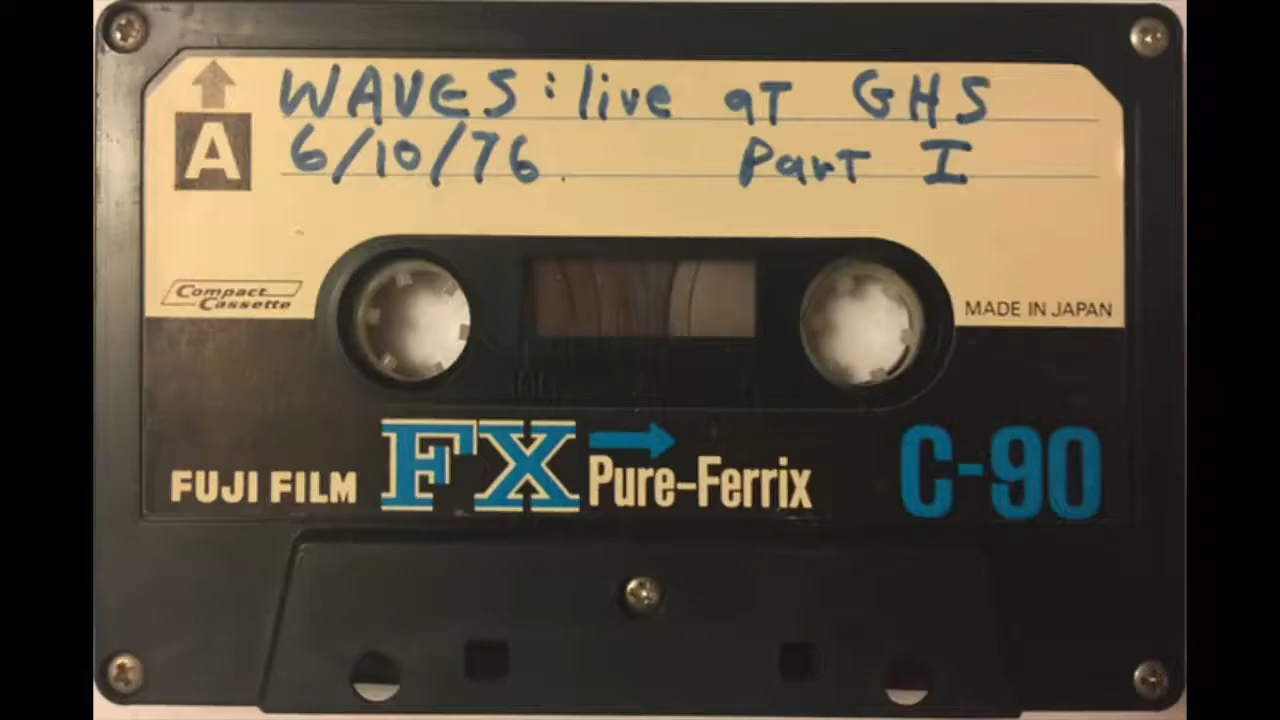 WAVES: live at GHS
A
6/10/76. Part I
Compact
Cassette
MADE IN JAPAN
FUJI FILM FX Pure-Ferrix C-90